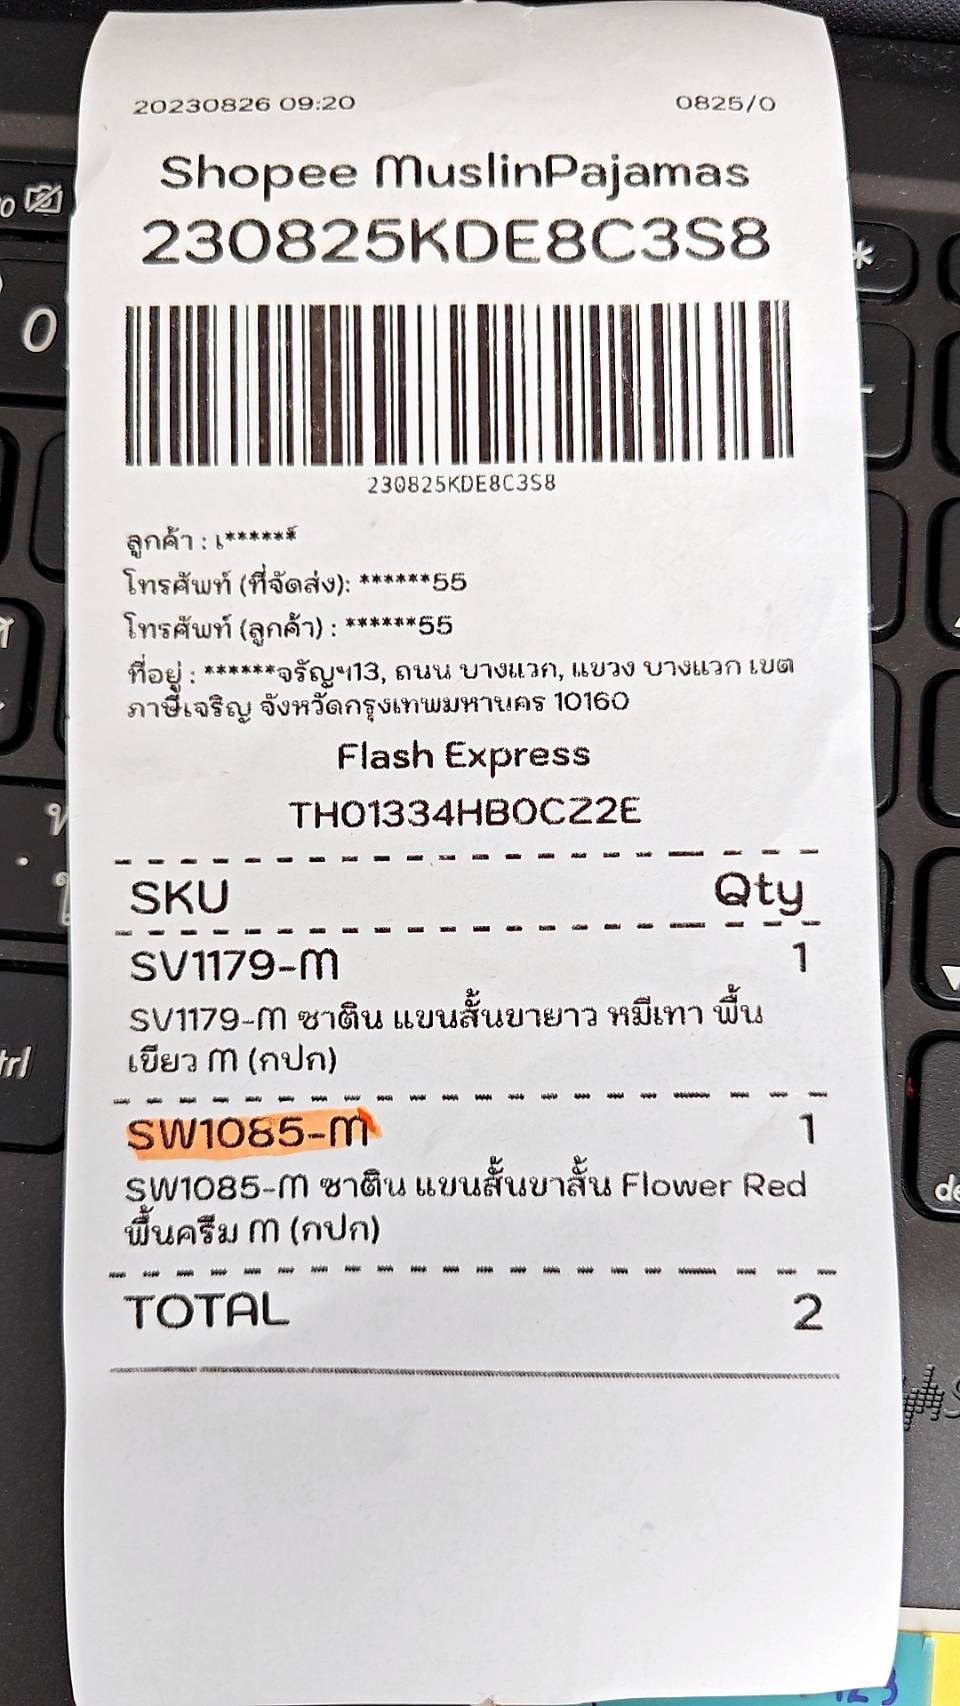 20230826 09:20 0825/0
Shopee MuslinPajamas
230825KDE8C3S8
230825KDE8C3S8
ลูกค้า : เ******์
โทรศัพท์ (ที่จัดส่ง): ******55
โทรศัพท์ (ลูกค้า) : ******55
ที่อยู่ : ******จรัญฯ13, ถนน บางแวก, แขวง บางแวก เขต
ภาษีเจริญ จังหวัดกรุงเทพมหานคร 10160
Flash Express
TH01334HB0CZ2E
SKU Qty
SV1179-M 1
SV1179-M ซาติน แขนสั้นขายาว หมีเทา พื้น
เขียว M (กปก)
SW1085-M 1
SW1085-M ซาติน แขนสั้นขาสั้น Flower Red
พื้นครีม M (กปก)
TOTAL 2